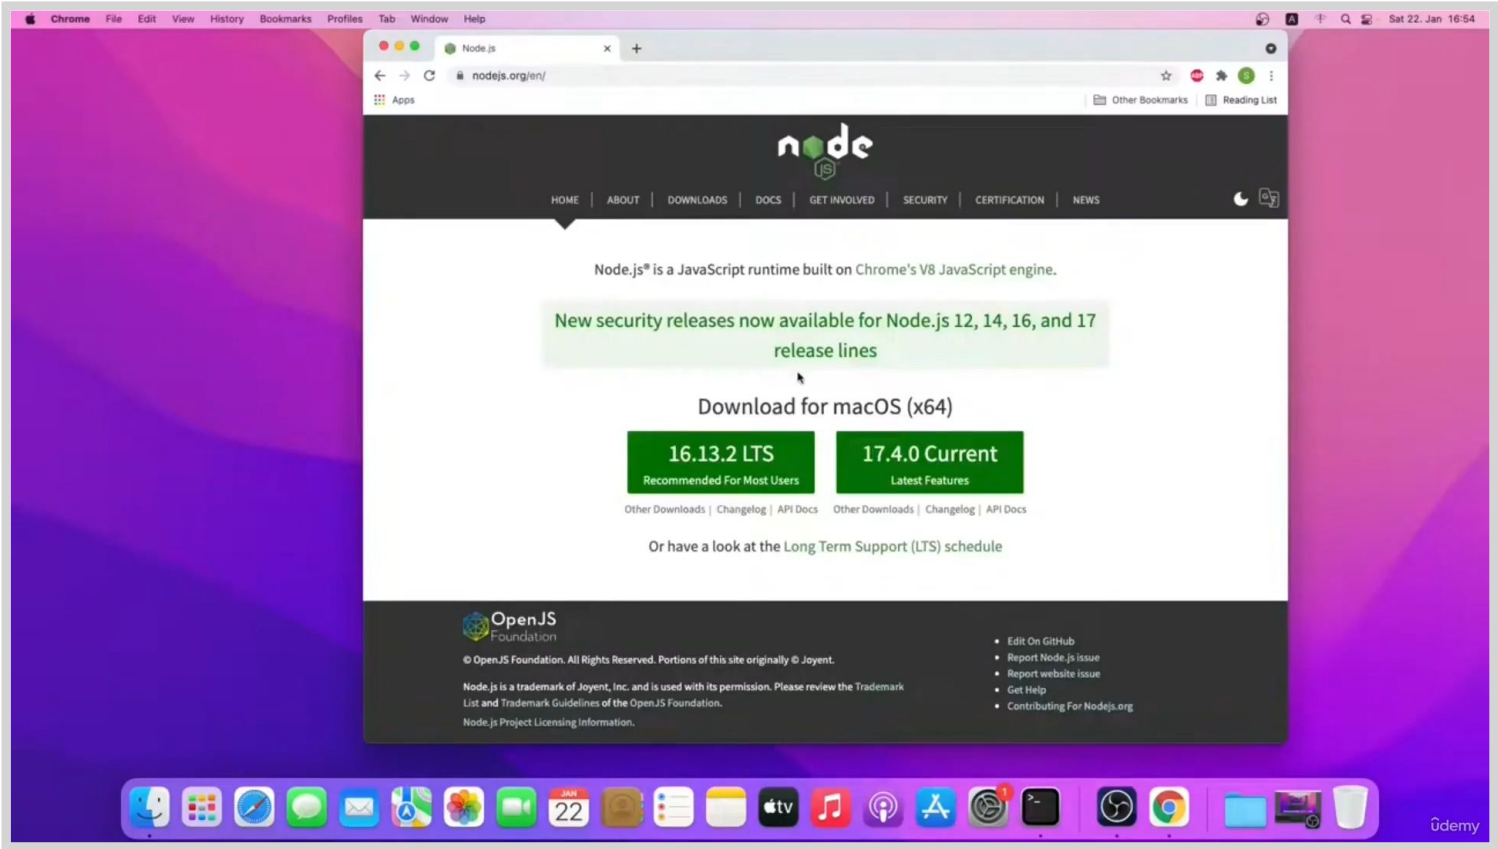 Chrome File Edit View History Bookmarks Profiles Tab Window Help
A
Sat 22. Jan 16:54
Node.js
nodejs.org/en/
ABP
S
Apps
Other Bookmarks
Reading List
node
JS
HOME | ABOUT | DOWNLOADS | DOCS | GET INVOLVED | SECURITY | CERTIFICATION | NEWS
Node.js® is a JavaScript runtime built on Chrome's V8 JavaScript engine.
New security releases now available for Node.js 12, 14, 16, and 17
release lines
Download for macOS (x64)
16.13.2 LTS
Recommended For Most Users
17.4.0 Current
Latest Features
Other Downloads | Changelog | API Docs
Other Downloads | Changelog | API Docs
Or have a look at the Long Term Support (LTS) schedule
OpenJS
Foundation
© OpenJS Foundation. All Rights Reserved. Portions of this site originally © Joyent.
Node.js is a trademark of Joyent, Inc. and is used with its permission. Please review the Trademark
List and Trademark Guidelines of the OpenJS Foundation.
Node.js Project Licensing Information.
• Edit On GitHub
• Report Node.js issue
• Report website issue
• Get Help
• Contributing For Nodejs.org
JAN
22
tv
1
>_
ûdemy